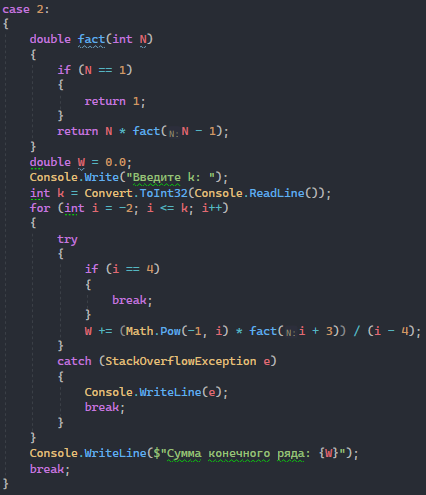 case 2:
{
    double fact(int N)
    {
        if (N == 1)
        {
            return 1;
        }
        return N * fact(N: N - 1);
    }
    double W = 0.0;
    Console.Write("Введите k: ");
    int k = Convert.ToInt32(Console.ReadLine());
    for (int i = -2; i <= k; i++)
    {
        try
        {
            if (i == 4)
            {
                break;
            }
            W += (Math.Pow(-1, i) * fact(N: i + 3)) / (i - 4);
        }
        catch (StackOverflowException e)
        {
            Console.WriteLine(e);
            break;
        }
    }
    Console.WriteLine($"Сумма конечного ряда: {W}");
    break;
}